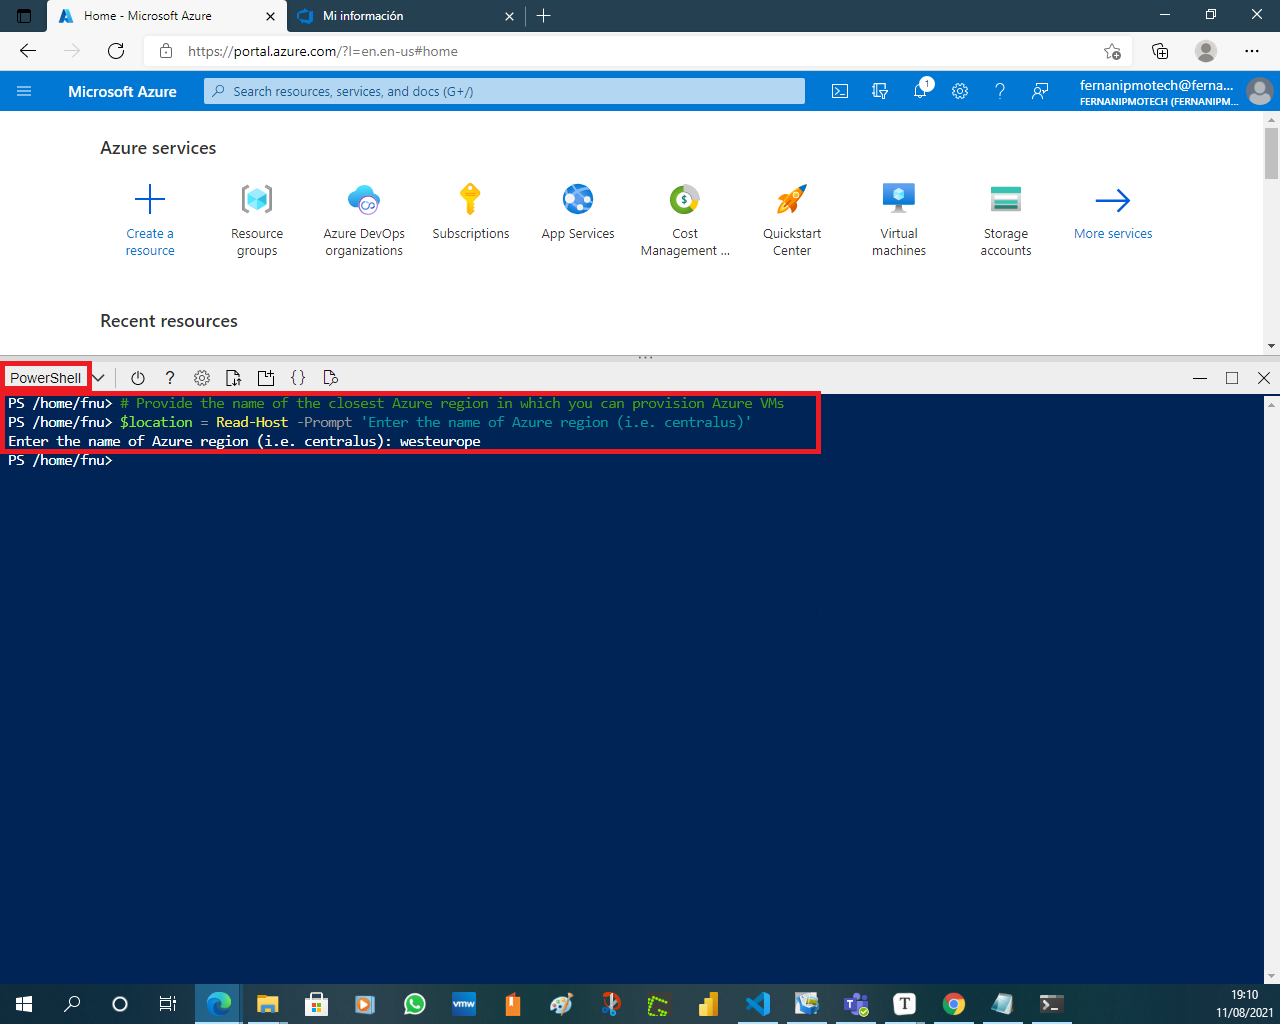 Home - Microsoft Azure
Mi información
https://portal.azure.com/?l=en.en-us#home
Microsoft Azure
Search resources, services, and docs (G+/)
1
fernanipmotech@ferna...
FERNANIPMOTECH (FERNANIPM...
Azure services
Create a resource
Resource groups
Azure DevOps organizations
Subscriptions
App Services
Cost Management ...
Quickstart Center
Virtual machines
Storage accounts
More services
Recent resources
PowerShell
PS /home/fnu> # Provide the name of the closest Azure region in which you can provision Azure VMs
PS /home/fnu> $location = Read-Host -Prompt 'Enter the name of Azure region (i.e. centralus)'
Enter the name of Azure region (i.e. centralus): westeurope
PS /home/fnu>
vmw
T
19:10
11/08/2021